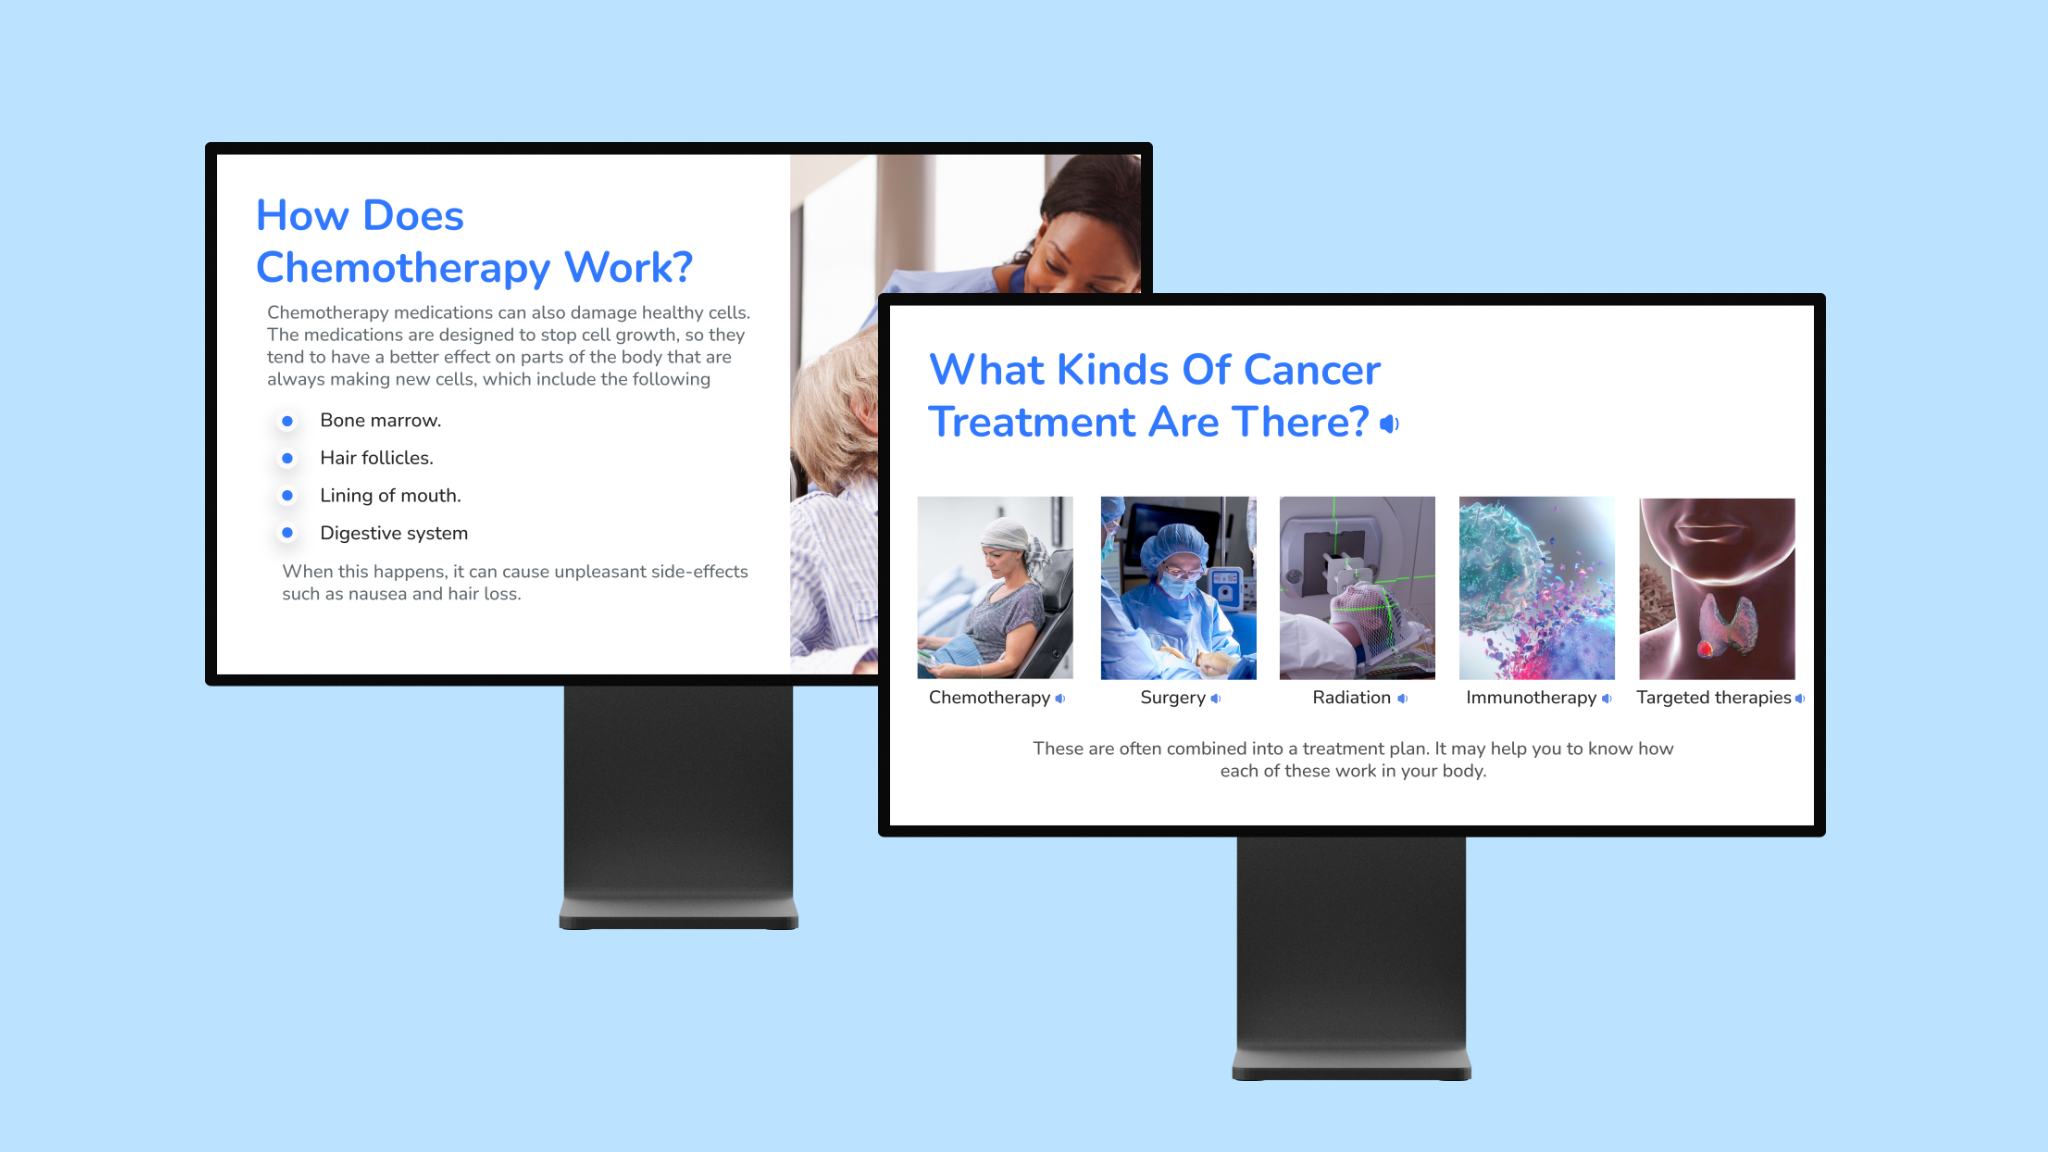 How Does
Chemotherapy Work?
Chemotherapy medications can also damage healthy cells.
The medications are designed to stop cell growth, so they
tend to have a better effect on parts of the body that are
always making new cells, which include the following
Bone marrow.
Hair follicles.
Lining of mouth.
Digestive system
When this happens, it can cause unpleasant side-effects
such as nausea and hair loss.
What Kinds Of Cancer
Treatment Are There?
Chemotherapy
Surgery
Radiation
Immunotherapy
Targeted therapies
These are often combined into a treatment plan. It may help you to know how
each of these work in your body.